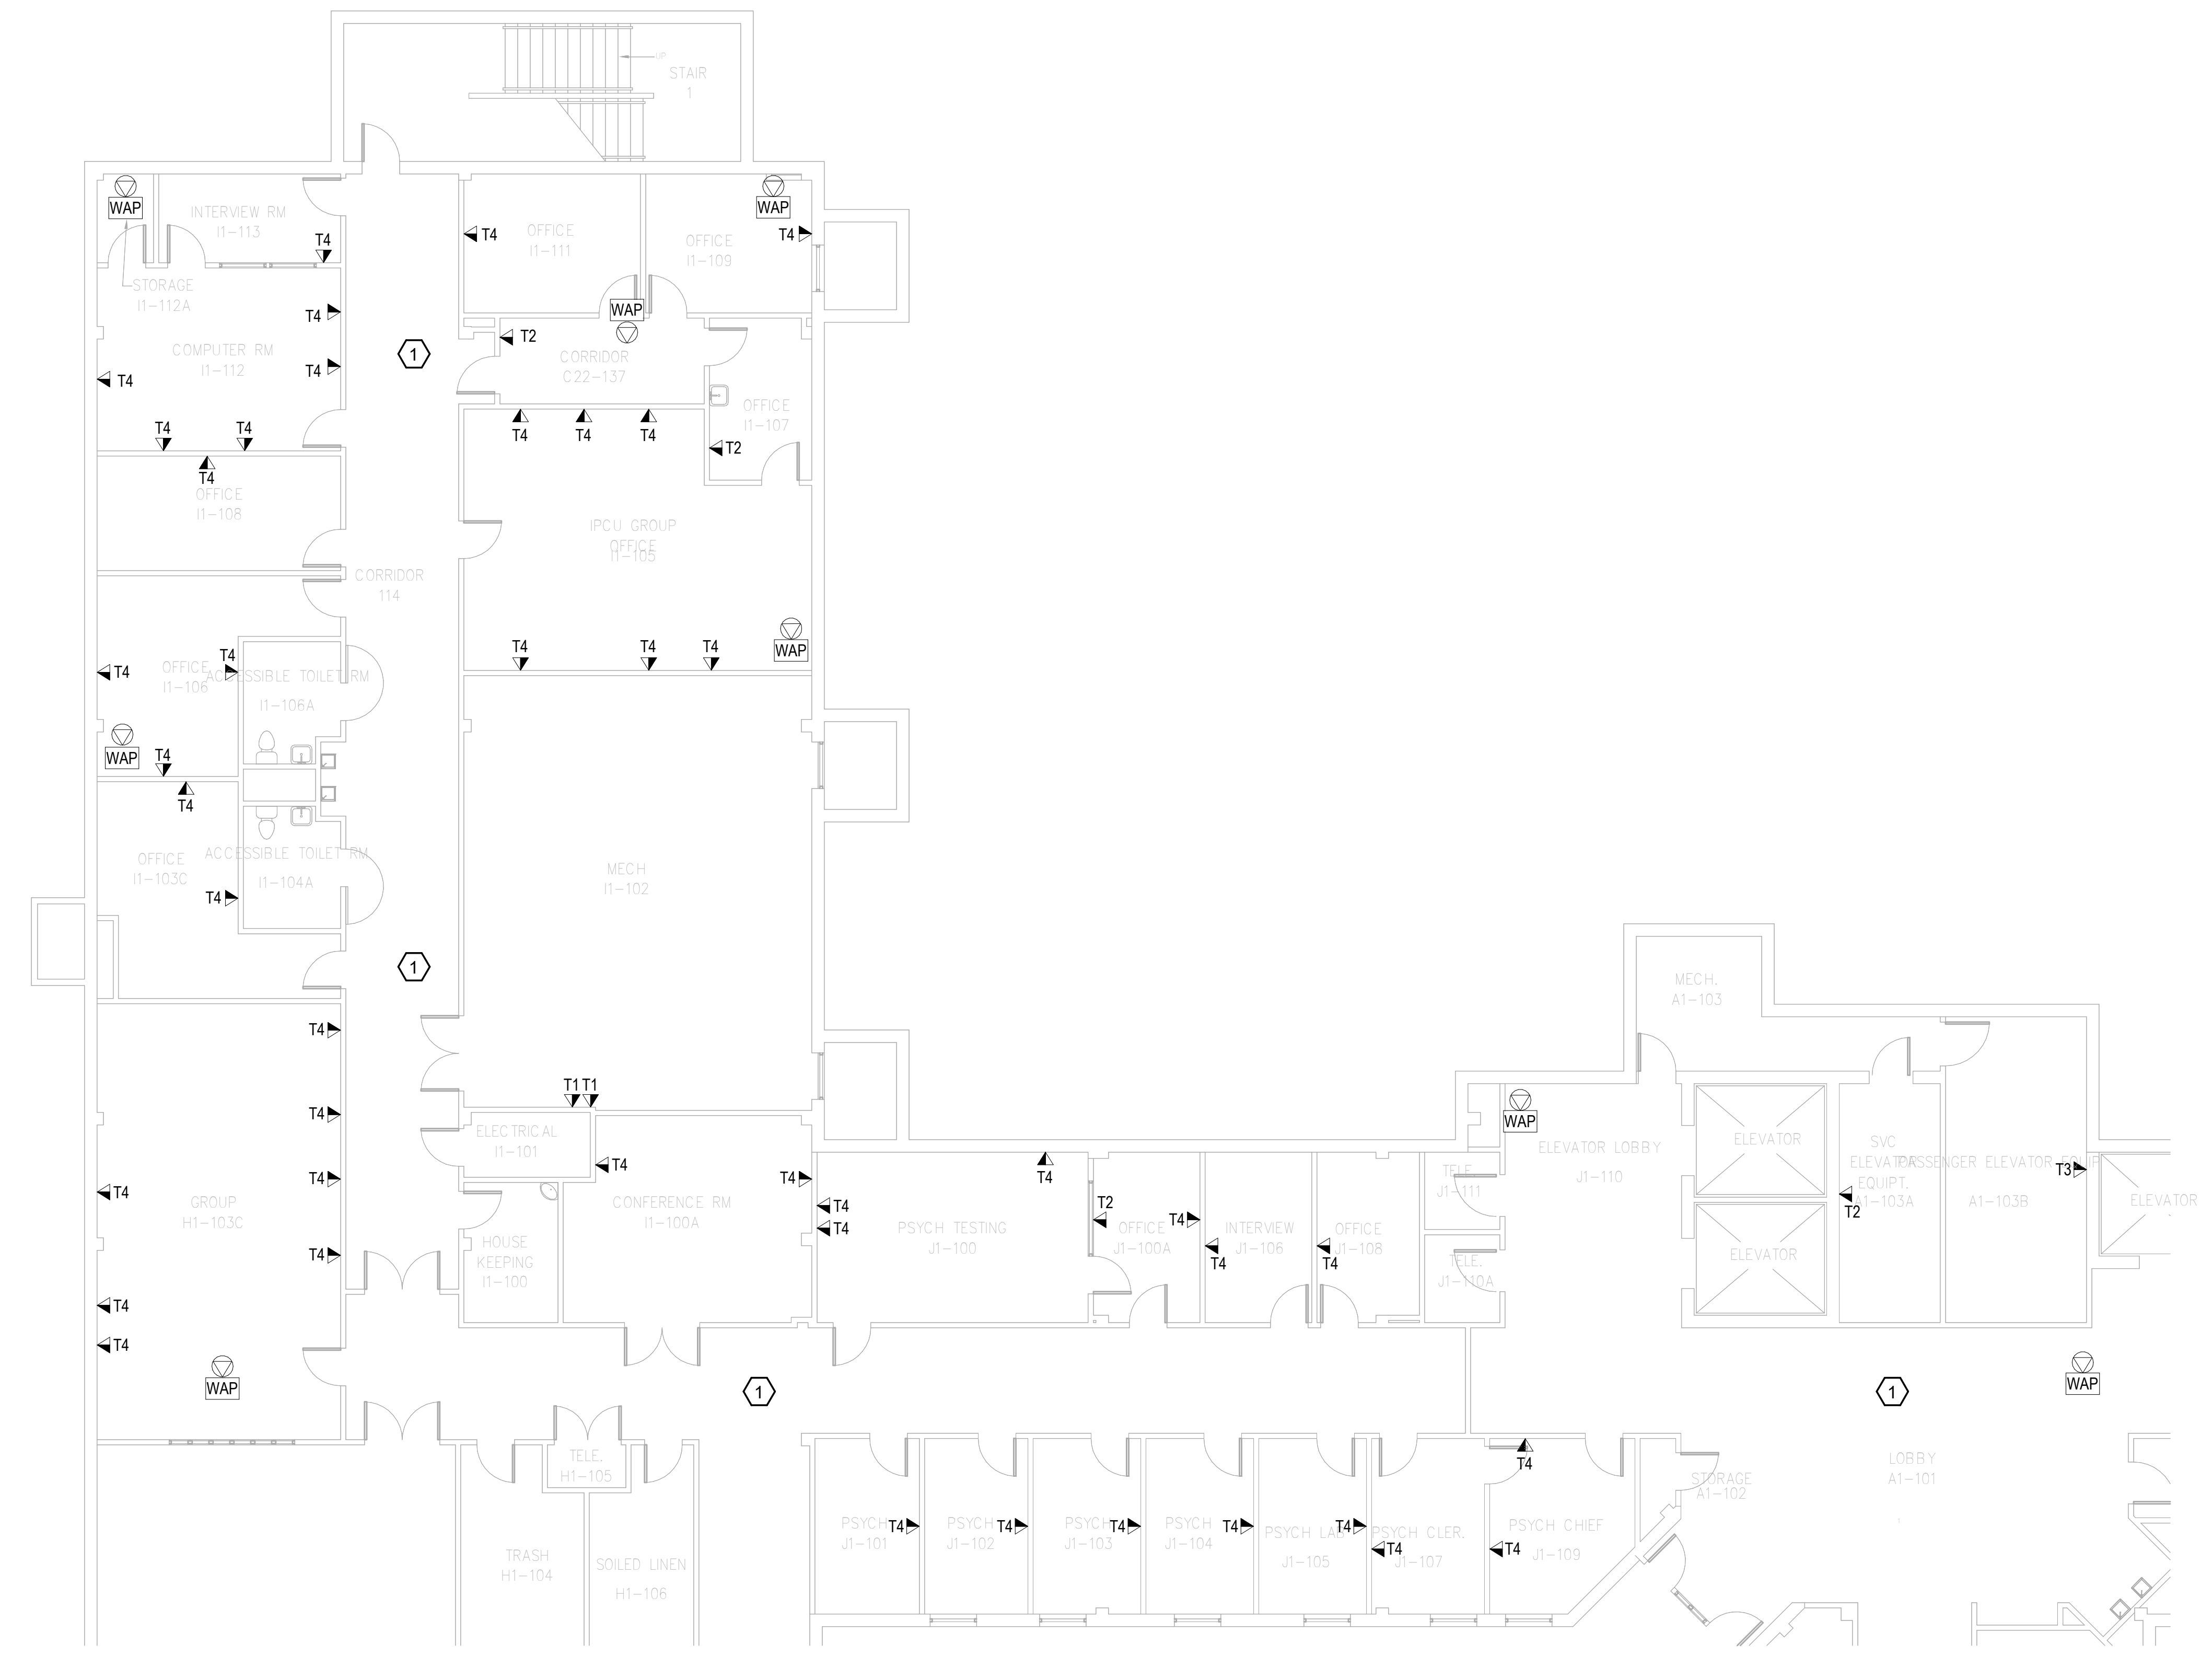 UP
STAIR
1
WAP
INTERVIEW RM
I1-113
T4
STORAGE
I1-112A
T4
OFFICE
I1-111
OFFICE
I1-109
WAP
T4
WAP
T4
COMPUTER RM
I1-112
T4
T4
T4
T4
1
T2
CORRIDOR
C22-137
OFFICE
I1-107
T2
T4
T4
T4
T4
OFFICE
I1-108
IPCU GROUP
OFFICE
I1-105
CORRIDOR
114
WAP
T4
T4
T4
T4
OFFICE
I1-106
T4
ACCESSIBLE TOILET RM
I1-106A
WAP
T4
T4
OFFICE
I1-103C
ACCESSIBLE TOILET RM
I1-104A
T4
MECH
I1-102
1
T4
T4
T4
T4
T4
T4
T4
GROUP
H1-103C
WAP
T1
T1
ELECTRICAL
I1-101
T4
CONFERENCE RM
I1-100A
T4
HOUSE
KEEPING
I1-100
T4
T4
PSYCH TESTING
J1-100
T4
T2
OFFICE
J1-100A
T4
INTERVIEW
J1-106
T4
OFFICE
J1-108
T4
TELE.
J1-111
TELE.
J1-110A
WAP
ELEVATOR LOBBY
J1-110
MECH.
A1-103
ELEVATOR
ELEVATOR
SVC
ELEVATOR
EQUIPT.
A1-103A
T2
PASSENGER ELEVATOR EQUIP
A1-103B
T3
ELEVATOR
1
1
WAP
TELE.
H1-105
TRASH
H1-104
SOILED LINEN
H1-106
PSYCH
J1-101
T4
PSYCH
J1-102
T4
PSYCH
J1-103
T4
PSYCH
J1-104
T4
PSYCH LAB
J1-105
T4
PSYCH CLER.
J1-107
T4
T4
PSYCH CHIEF
J1-109
T4
STORAGE
A1-102
LOBBY
A1-101